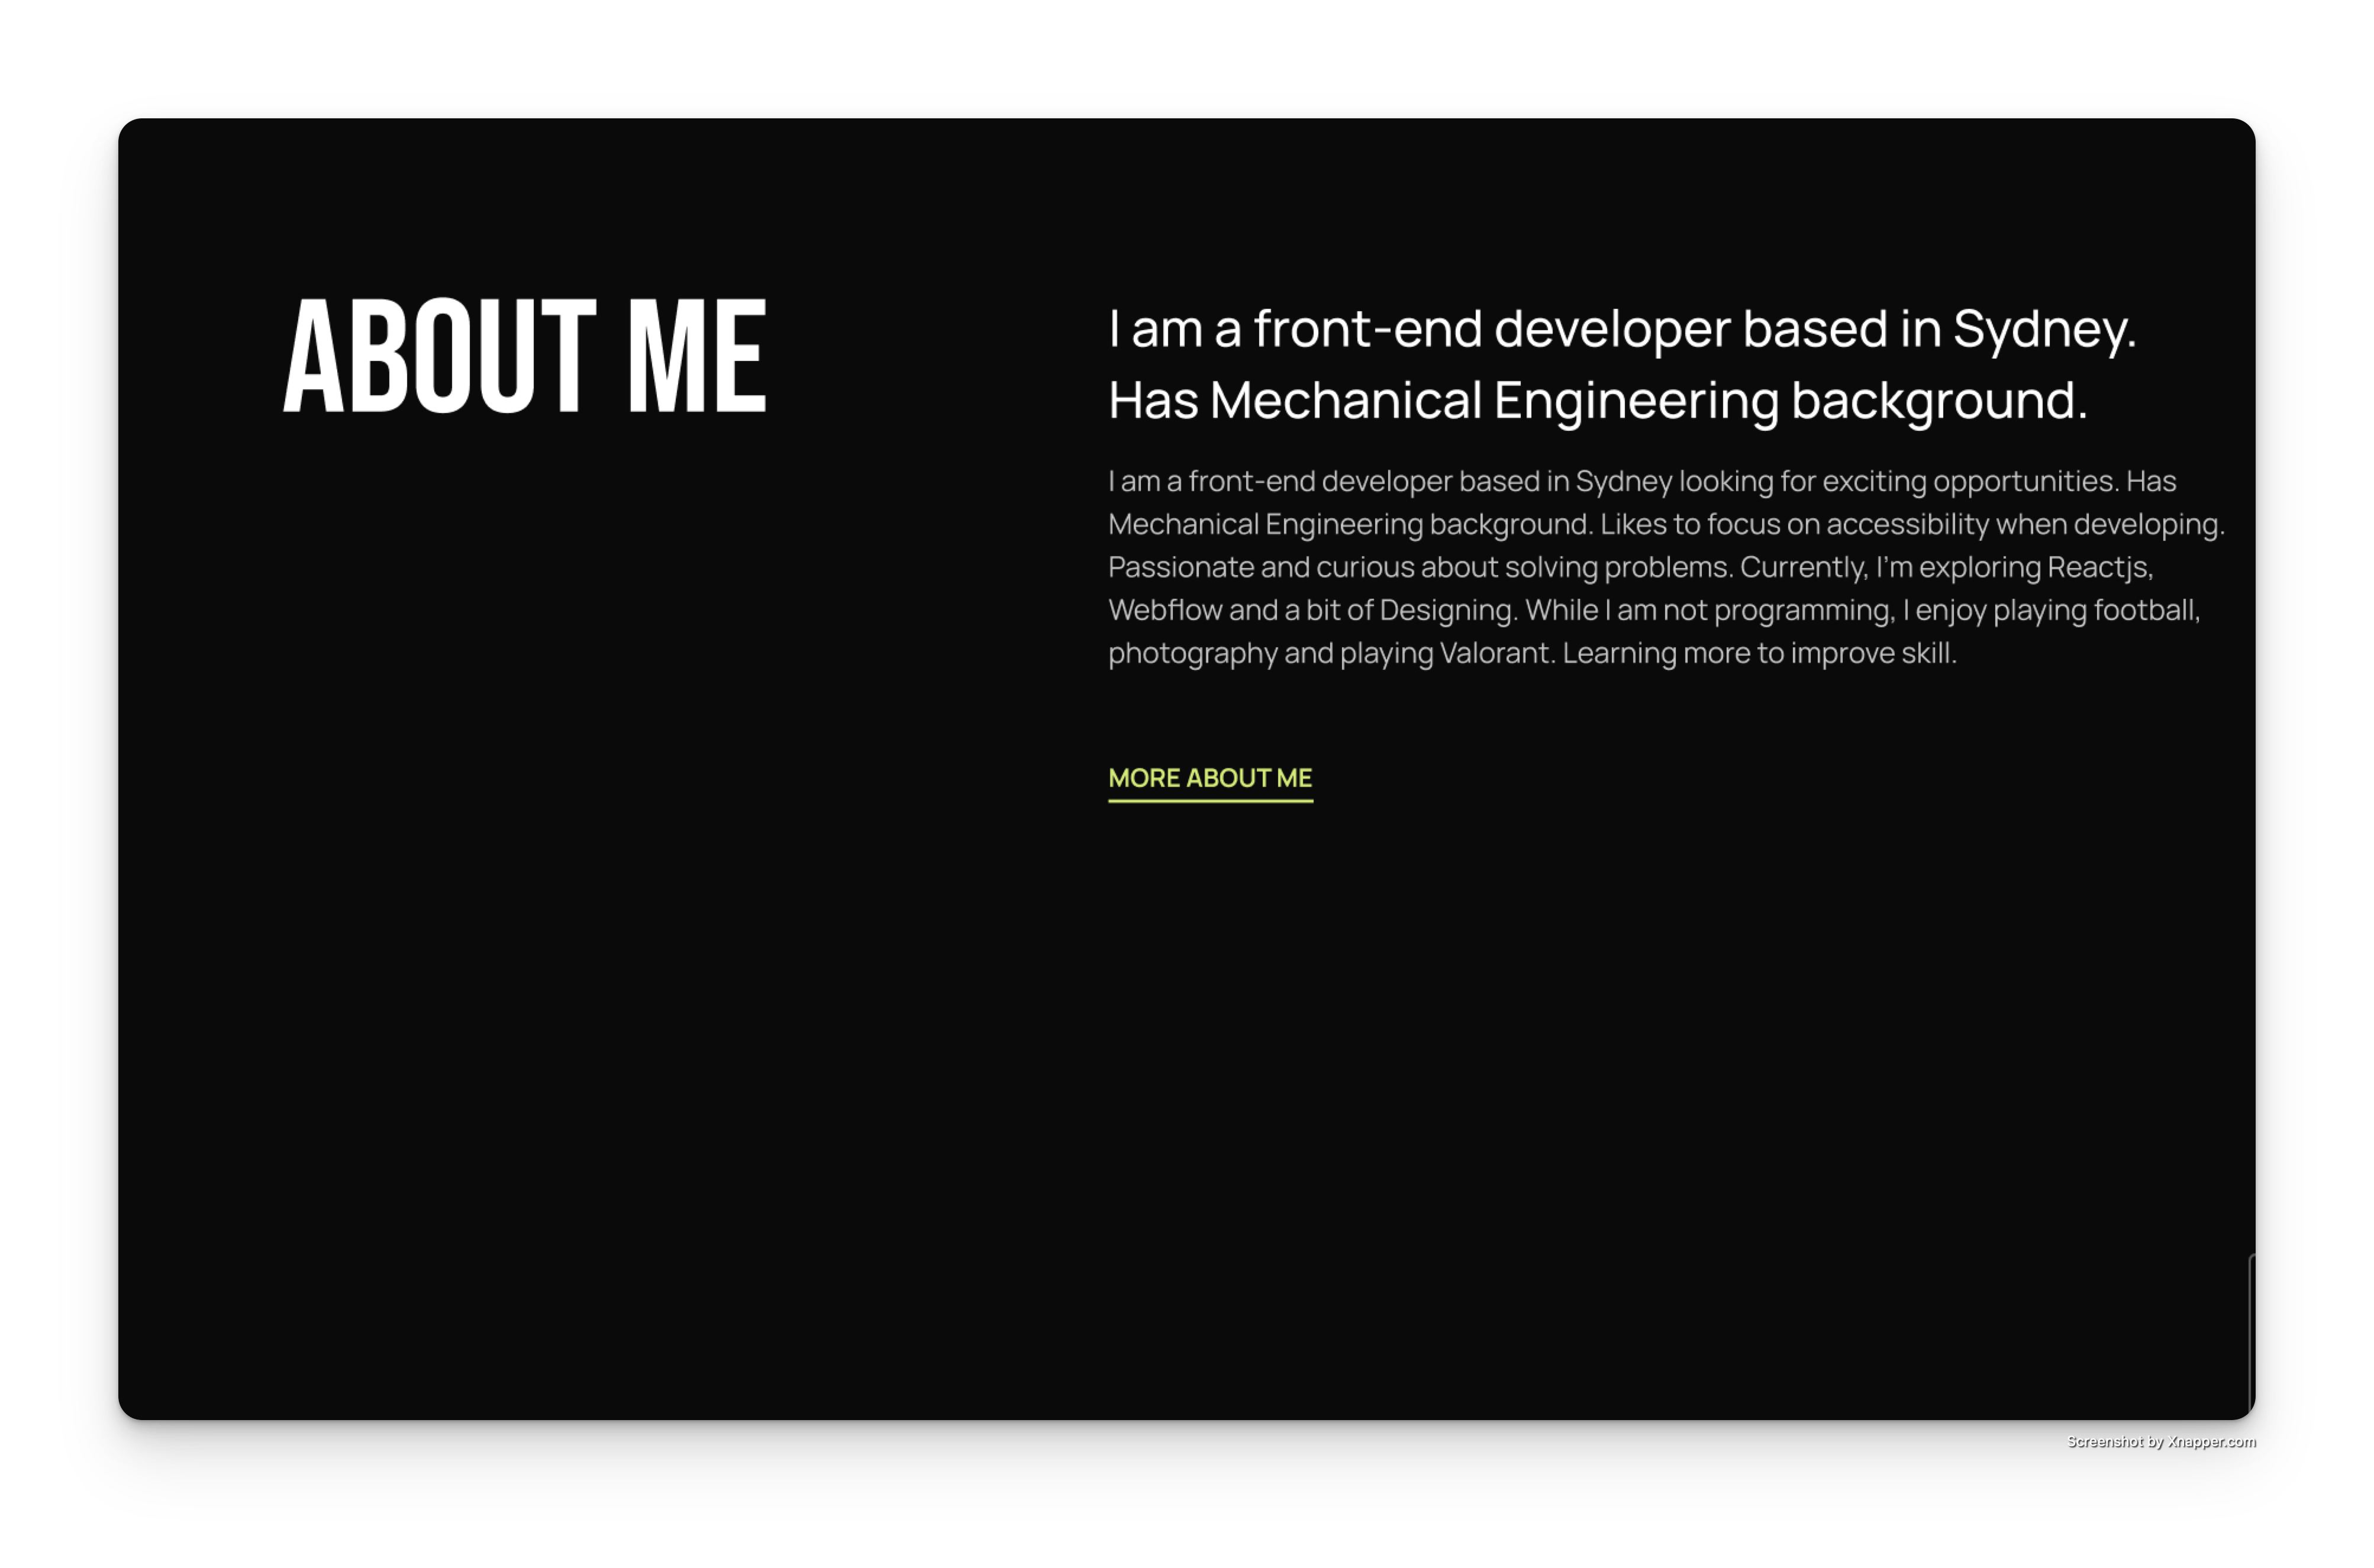 ABOUT ME
I am a front-end developer based in Sydney.
Has Mechanical Engineering background.
I am a front-end developer based in Sydney looking for exciting opportunities. Has
Mechanical Engineering background. Likes to focus on accessibility when developing.
Passionate and curious about solving problems. Currently, I’m exploring Reactjs,
Webflow and a bit of Designing. While I am not programming, I enjoy playing football,
photography and playing Valorant. Learning more to improve skill.
MORE ABOUT ME
Screenshot by Xnapper.com